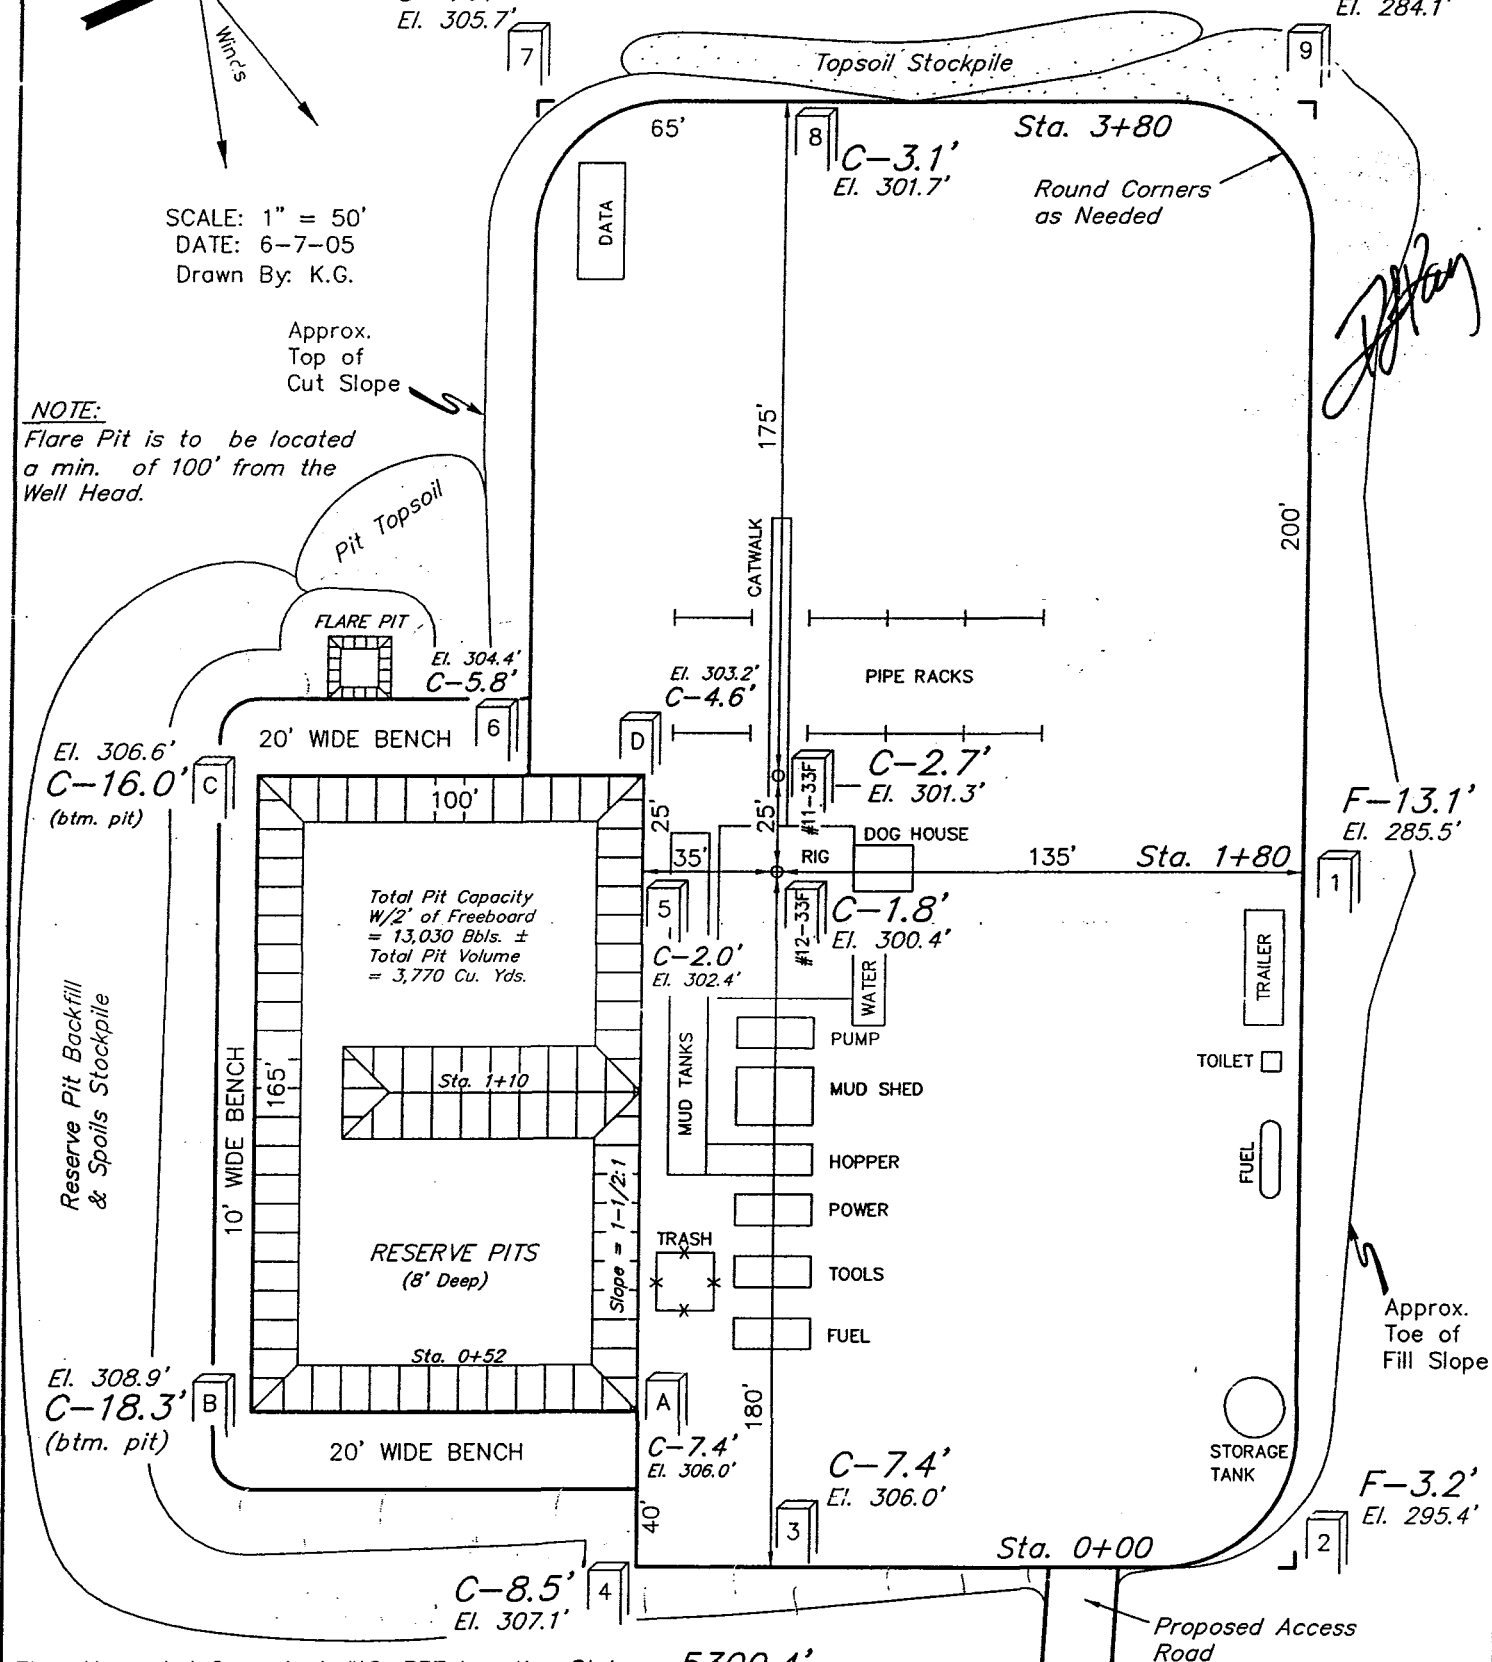 El. 305.7'
El. 284.1'
Winds
7
9
Topsoil Stockpile
65'
8
Sta. 3+80
C-3.1'
El. 301.7'
Round Corners
as Needed
DATA
SCALE: 1" = 50'
DATE: 6-7-05
Drawn By: K.G.
Approx.
Top of
Cut Slope
NOTE:
Flare Pit is to be located
a min. of 100' from the
Well Head.
175'
200'
Pit Topsoil
CATWALK
FLARE PIT
El. 304.4'
C-5.8'
El. 303.2'
C-4.6'
PIPE RACKS
6
D
20' WIDE BENCH
El. 306.6'
C-16.0'
(btm. pit)
C
100'
25'
25'
#11-33F
C-2.7'
El. 301.3'
F-13.1'
El. 285.5'
DOG HOUSE
35'
RIG
135'
Sta. 1+80
1
Total Pit Capacity
W/2' of Freeboard
= 13,030 Bbls. ±
Total Pit Volume
= 3,770 Cu. Yds.
5
#12-33F
C-1.8'
El. 300.4'
C-2.0'
El. 302.4'
WATER
TRAILER
PUMP
TOILET
Reserve Pit Backfill
& Spoils Stockpile
10' WIDE BENCH
165'
Sta. 1+10
MUD TANKS
MUD SHED
HOPPER
FUEL
POWER
Slope = 1-1/2:1
TRASH
RESERVE PITS
(8' Deep)
TOOLS
FUEL
Approx.
Toe of
Fill Slope
Sta. 0+52
El. 308.9'
C-18.3'
(btm. pit)
B
A
180'
20' WIDE BENCH
C-7.4'
El. 306.0'
C-7.4'
El. 306.0'
STORAGE
TANK
F-3.2'
El. 295.4'
40'
3
Sta. 0+00
2
C-8.5'
El. 307.1'
4
Proposed Access
Road